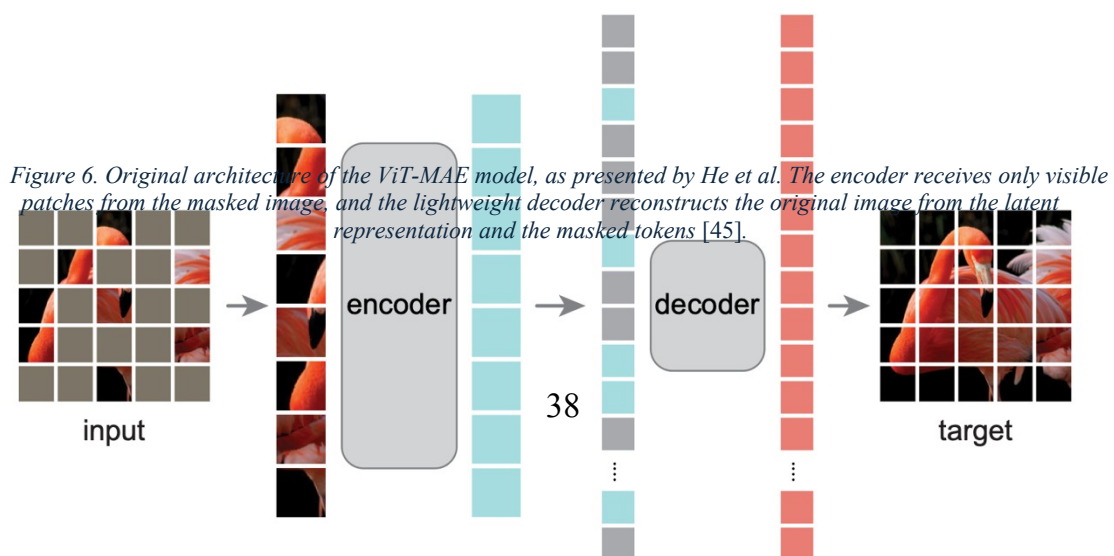 Figure 6. Original architecture of the ViT-MAE model, as presented by He et al. The encoder receives only visible
patches from the masked image, and the lightweight decoder reconstructs the original image from the latent
representation and the masked tokens [45].
encoder
decoder
38
input
target